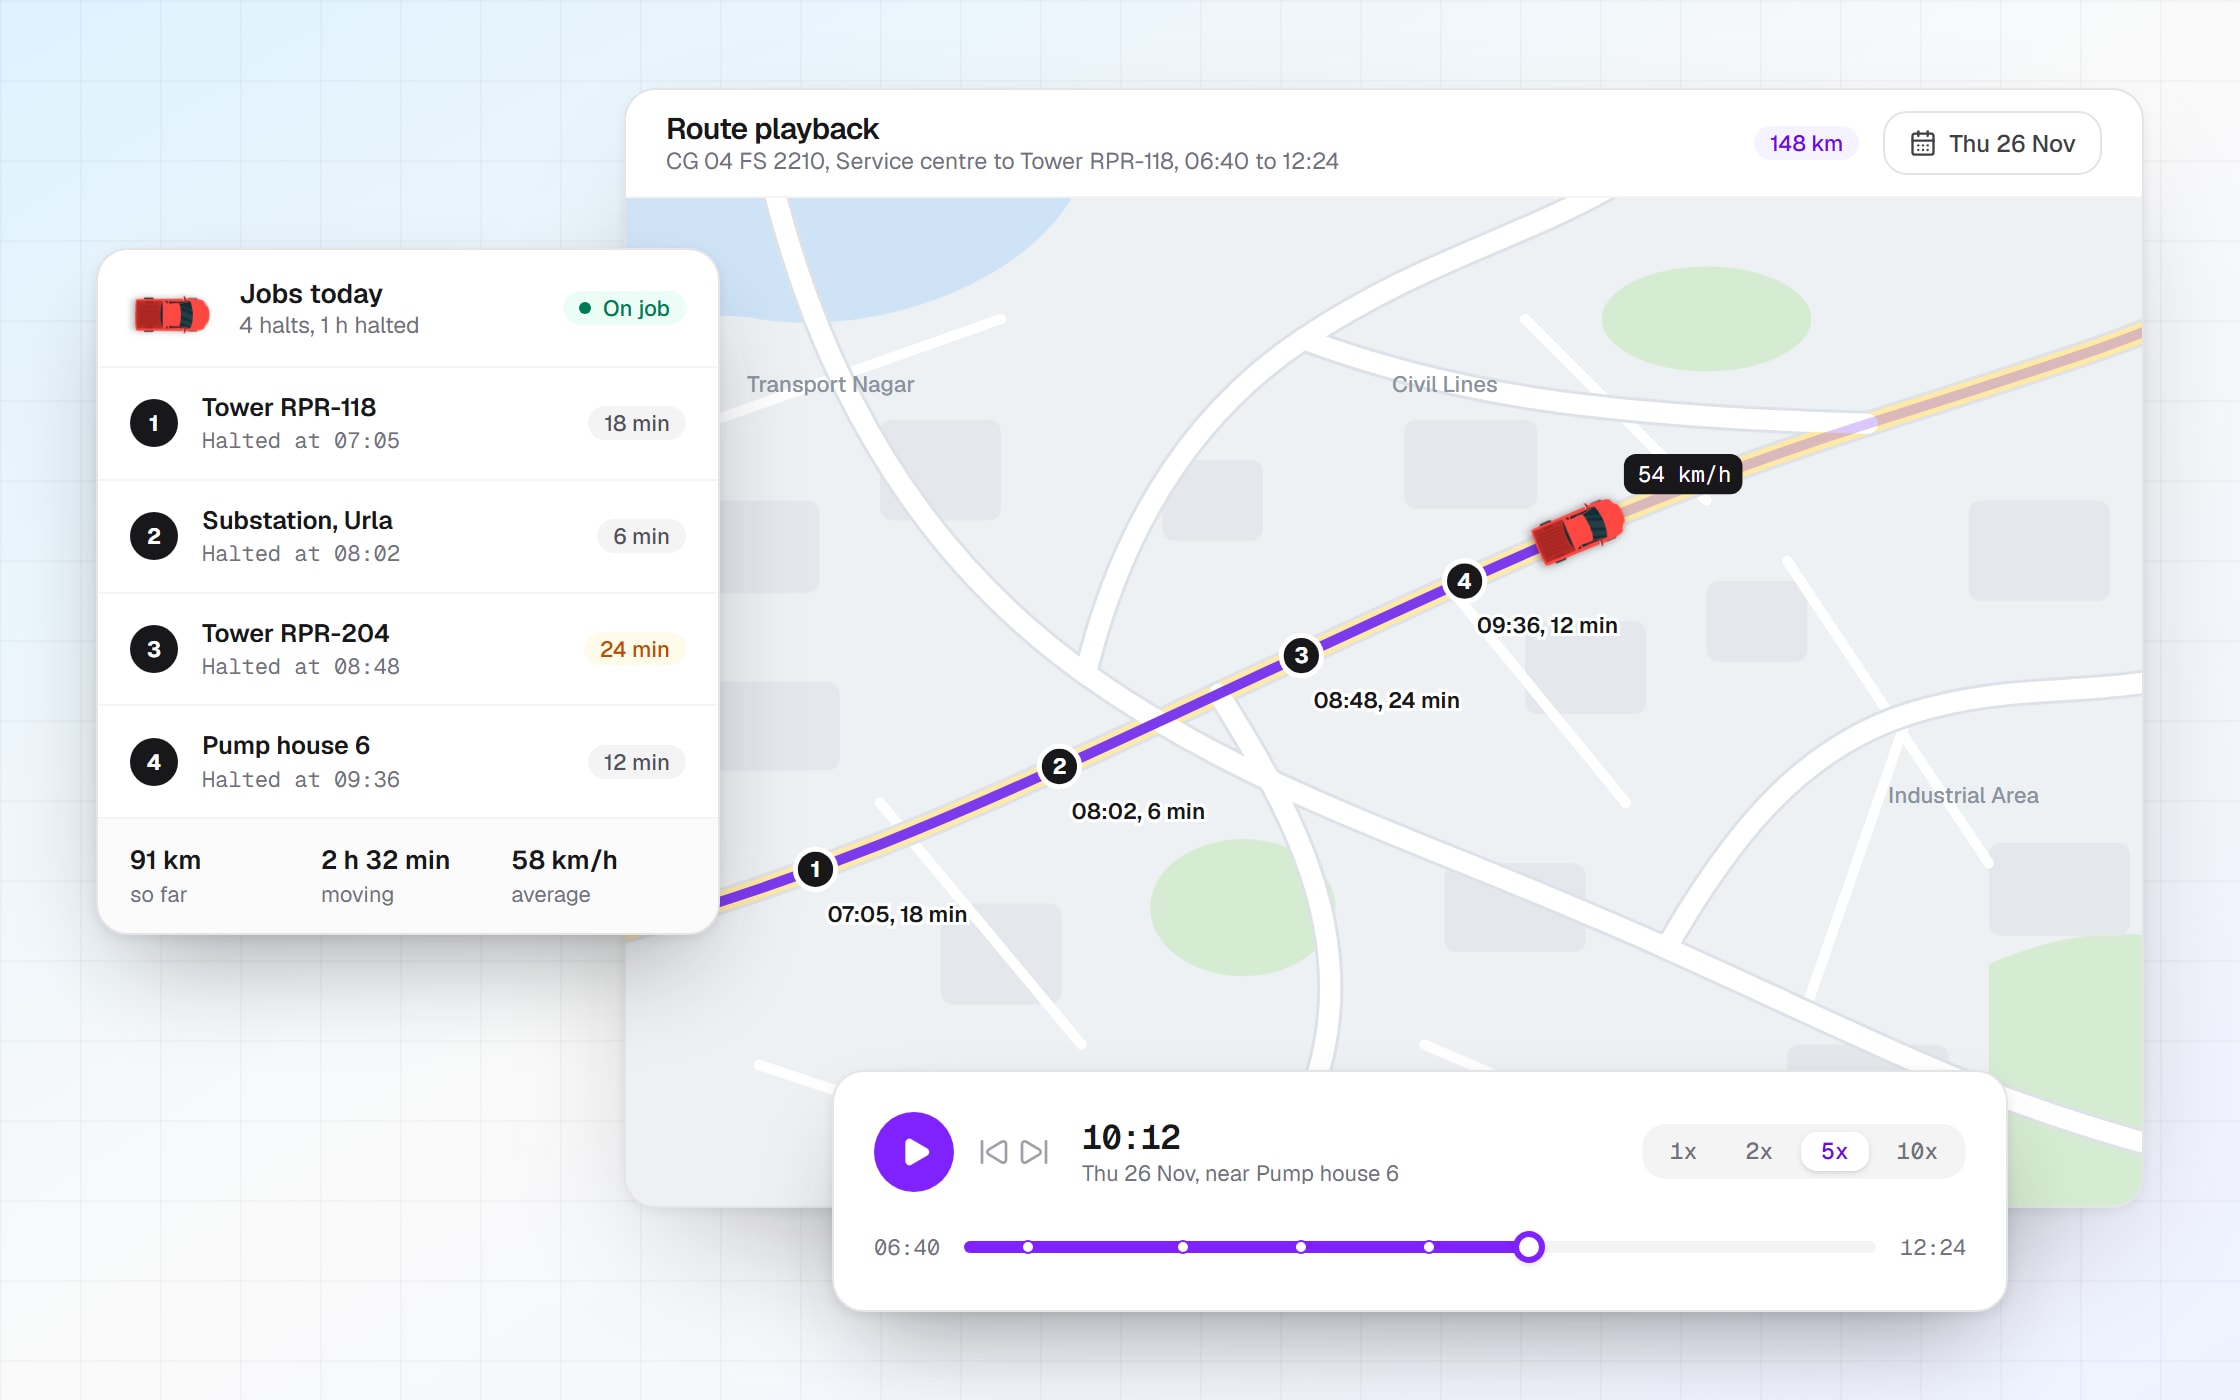 Route playback
CG 04 FS 2210, Service centre to Tower RPR-118, 06:40 to 12:24
148 km
Thu 26 Nov
Jobs today
4 halts, 1 h halted
On job
1
Tower RPR-118
Halted at 07:05
18 min
2
Substation, Urla
Halted at 08:02
6 min
3
Tower RPR-204
Halted at 08:48
24 min
4
Pump house 6
Halted at 09:36
12 min
91 km
so far
2 h 32 min
moving
58 km/h
average
Transport Nagar
Civil Lines
54 km/h
4
09:36, 12 min
3
08:48, 24 min
2
08:02, 6 min
Industrial Area
1
07:05, 18 min
10:12
Thu 26 Nov, near Pump house 6
1x
2x
5x
10x
06:40
12:24